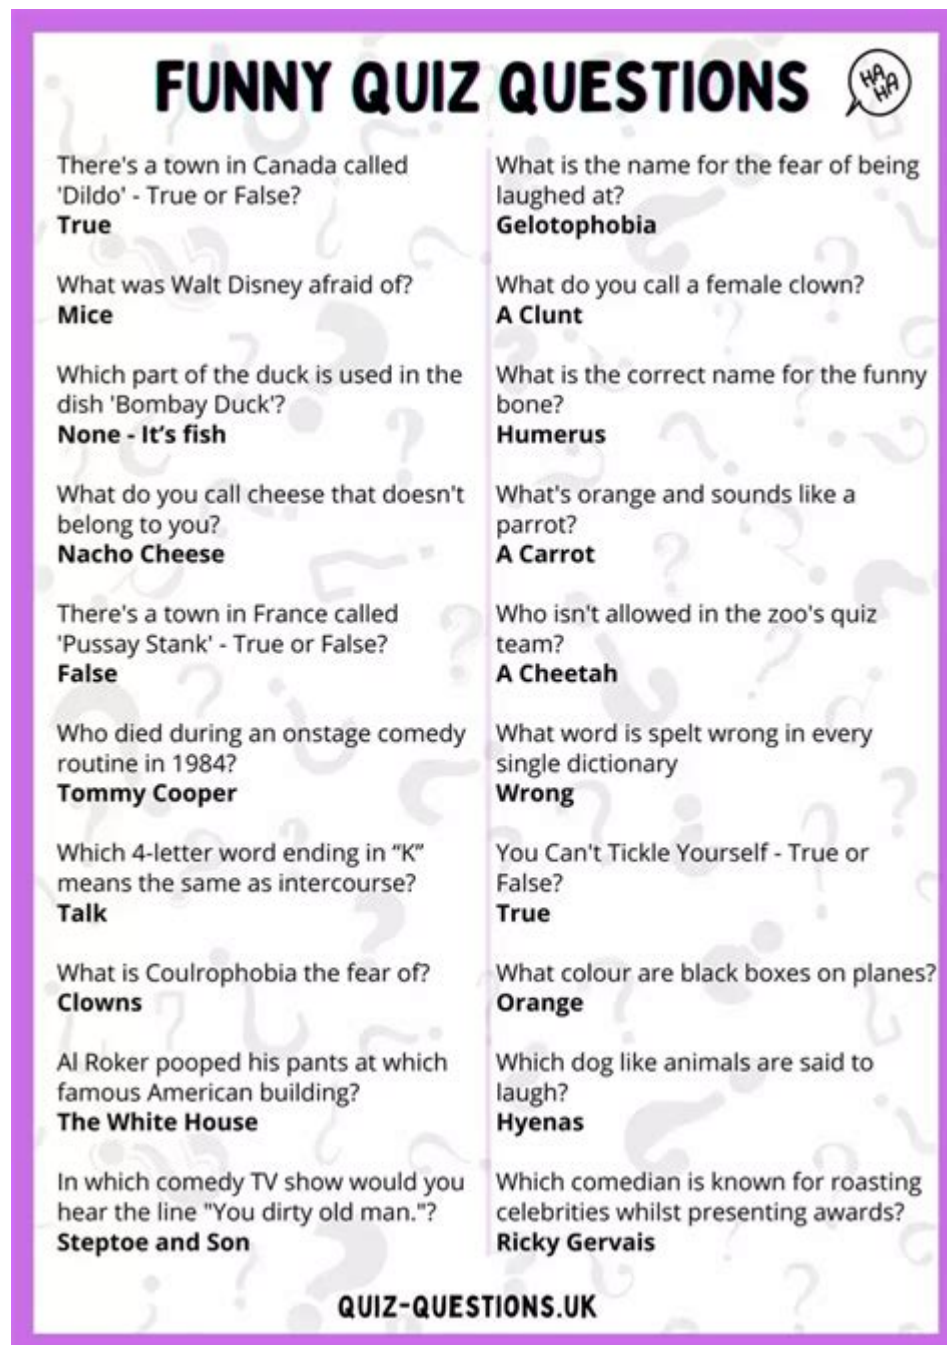 FUNNY QUIZ QUESTIONS
HA
HA
There's a town in Canada called
'Dildo' - True or False?
True
What was Walt Disney afraid of?
Mice
Which part of the duck is used in the
dish 'Bombay Duck'?
None - It’s fish
What do you call cheese that doesn't
belong to you?
Nacho Cheese
There's a town in France called
'Pussay Stank' - True or False?
False
Who died during an onstage comedy
routine in 1984?
Tommy Cooper
Which 4-letter word ending in “K”
means the same as intercourse?
Talk
What is Coulrophobia the fear of?
Clowns
Al Roker pooped his pants at which
famous American building?
The White House
In which comedy TV show would you
hear the line "You dirty old man."?
Steptoe and Son
What is the name for the fear of being
laughed at?
Gelotophobia
What do you call a female clown?
A Clunt
What is the correct name for the funny
bone?
Humerus
What's orange and sounds like a
parrot?
A Carrot
Who isn't allowed in the zoo's quiz
team?
A Cheetah
What word is spelt wrong in every
single dictionary
Wrong
You Can't Tickle Yourself - True or
False?
True
What colour are black boxes on planes?
Orange
Which dog like animals are said to
laugh?
Hyenas
Which comedian is known for roasting
celebrities whilst presenting awards?
Ricky Gervais
QUIZ-QUESTIONS.UK